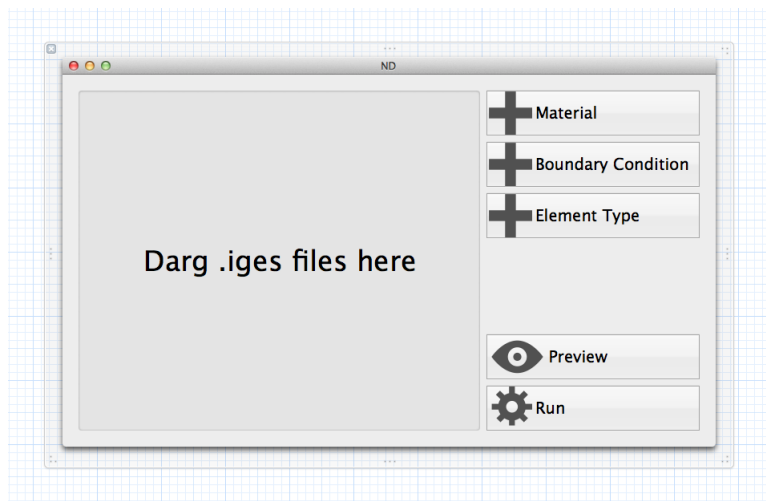 ND
Material
Boundary Condition
Element Type
Darg .iges files here
Preview
Run